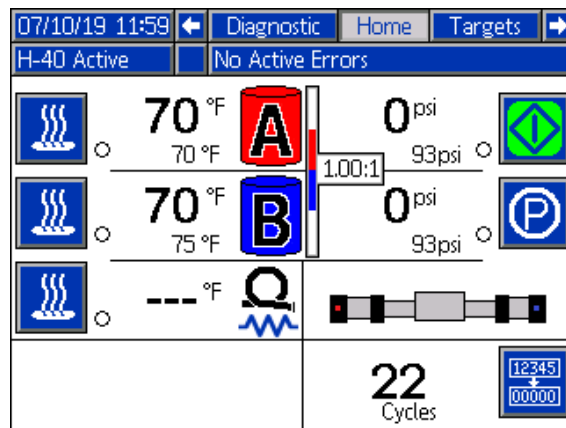 07/10/19 11:59 Diagnostic Home Targets
H-40 Active No Active Errors
70 °F A 0 psi
70 °F 93psi
1.00:1
70 °F B 0 psi P
75 °F 93psi
--- °F
22 12345
Cycles 00000